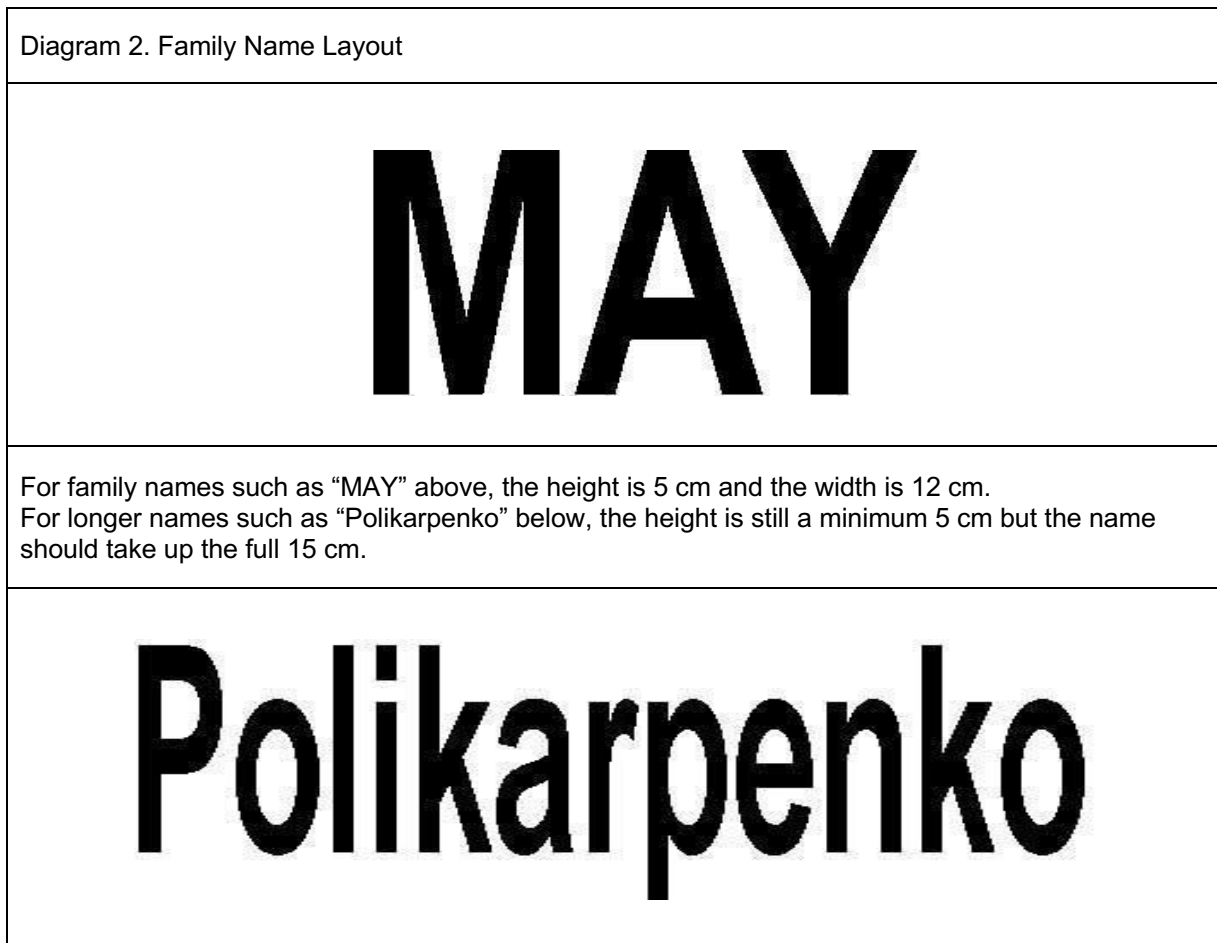 Diagram 2. Family Name Layout
MAY
For family names such as “MAY” above, the height is 5 cm and the width is 12 cm.
For longer names such as “Polikarpenko” below, the height is still a minimum 5 cm but the name
should take up the full 15 cm.
Polikarpenko